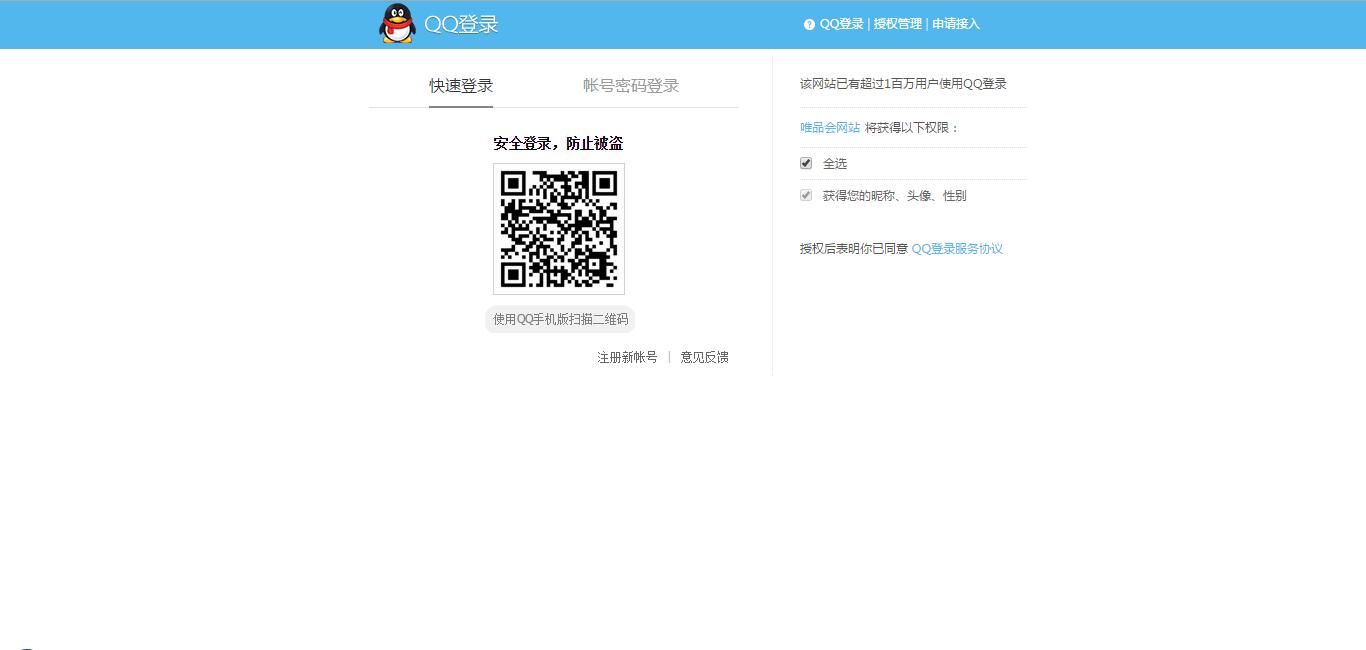 QQ登录
QQ登录 | 授权管理 | 申请接入
快速登录
帐号密码登录
安全登录，防止被盗
使用QQ手机版扫描二维码
注册新帐号 | 意见反馈
该网站已有超过1百万用户使用QQ登录
唯品会网站 将获得以下权限：
全选
获得您的昵称、头像、性别
授权后表明你已同意 QQ登录服务协议